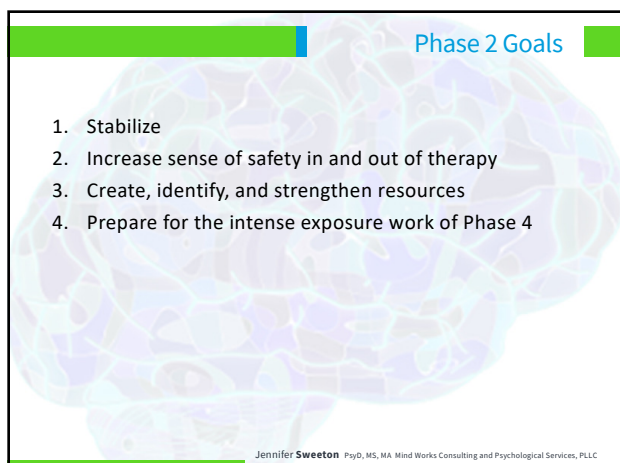 Phase 2 Goals
1. Stabilize
2. Increase sense of safety in and out of therapy
3. Create, identify, and strengthen resources
4. Prepare for the intense exposure work of Phase 4
Jennifer Sweeton PsyD, MS, MA Mind Works Consulting and Psychological Services, PLLC